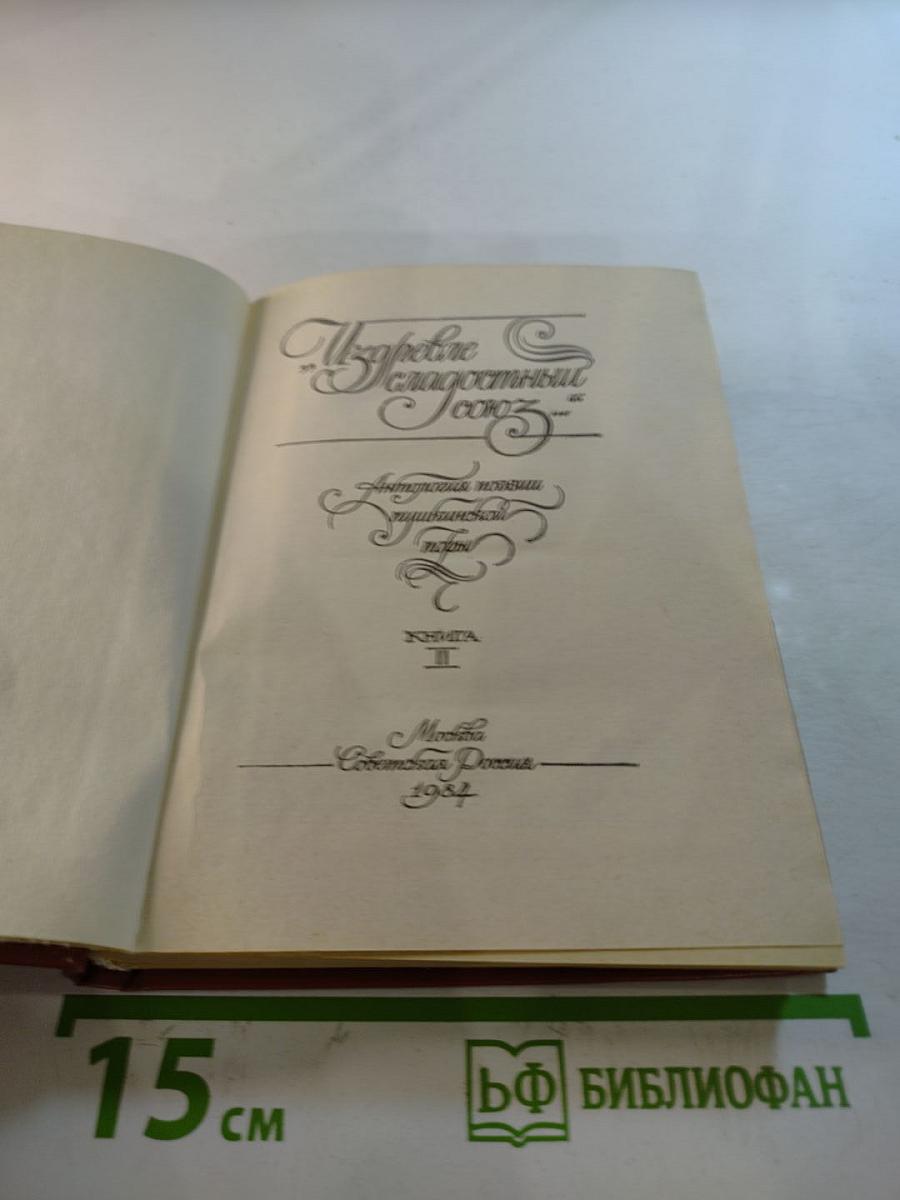 „Издревле
сладостный
союз...“
Антология поэзии
пушкинской
поры
КНИГА
II
Москва
Советская Россия
1984
15 см
БФ БИБЛИОФАН